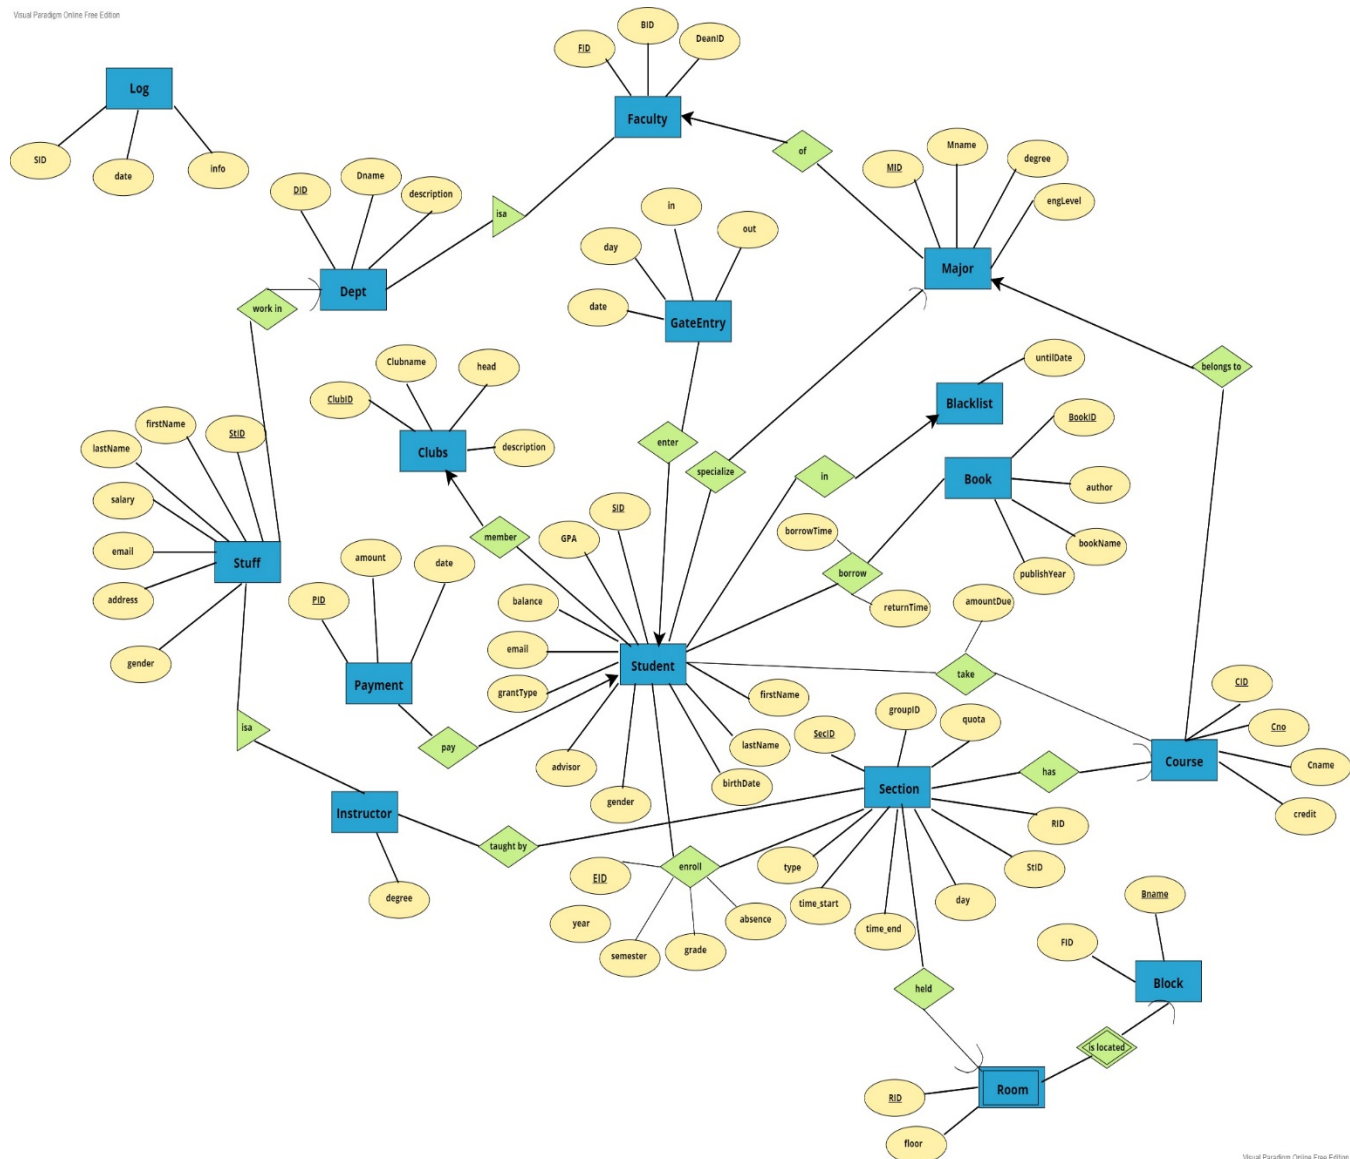 Visual Paradigm Online Free Edition
BID
FID
DeanID
Log
Faculty
of
Mname
degree
MID
engLevel
SID
date
info
DID
Dname
description
isa
in
out
day
date
GateEntry
Major
Dept
work in
Clubname
head
ClubID
description
Clubs
untilDate
Blacklist
belongs to
firstName
StID
lastName
salary
email
address
gender
Stuff
enter
specialize
in
BookID
Book
author
bookName
publishYear
borrowTime
borrow
returnTime
amountDue
member
SID
GPA
balance
email
grantType
advisor
gender
birthDate
lastName
firstName
Student
amount
date
PID
Payment
pay
isa
take
groupID
quota
SecID
Section
has
CID
Cno
Cname
credit
Course
Instructor
degree
taught by
enroll
EID
year
semester
grade
absence
type
time_start
time_end
day
StID
RID
held
Bname
FID
Block
is located
Room
RID
floor
Visual Paradigm Online Free Edition